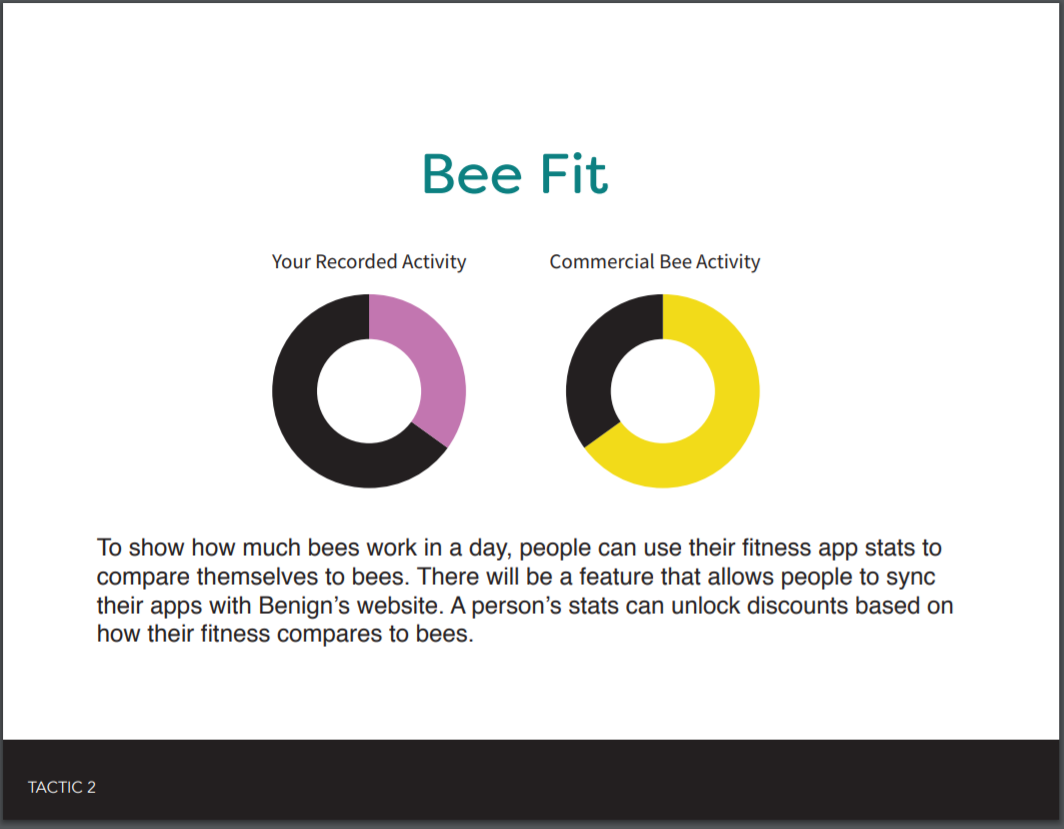 Bee Fit
Your Recorded Activity
Commercial Bee Activity
To show how much bees work in a day, people can use their fitness app stats to
compare themselves to bees. There will be a feature that allows people to sync
their apps with Benign’s website. A person’s stats can unlock discounts based on
how their fitness compares to bees.
TACTIC 2